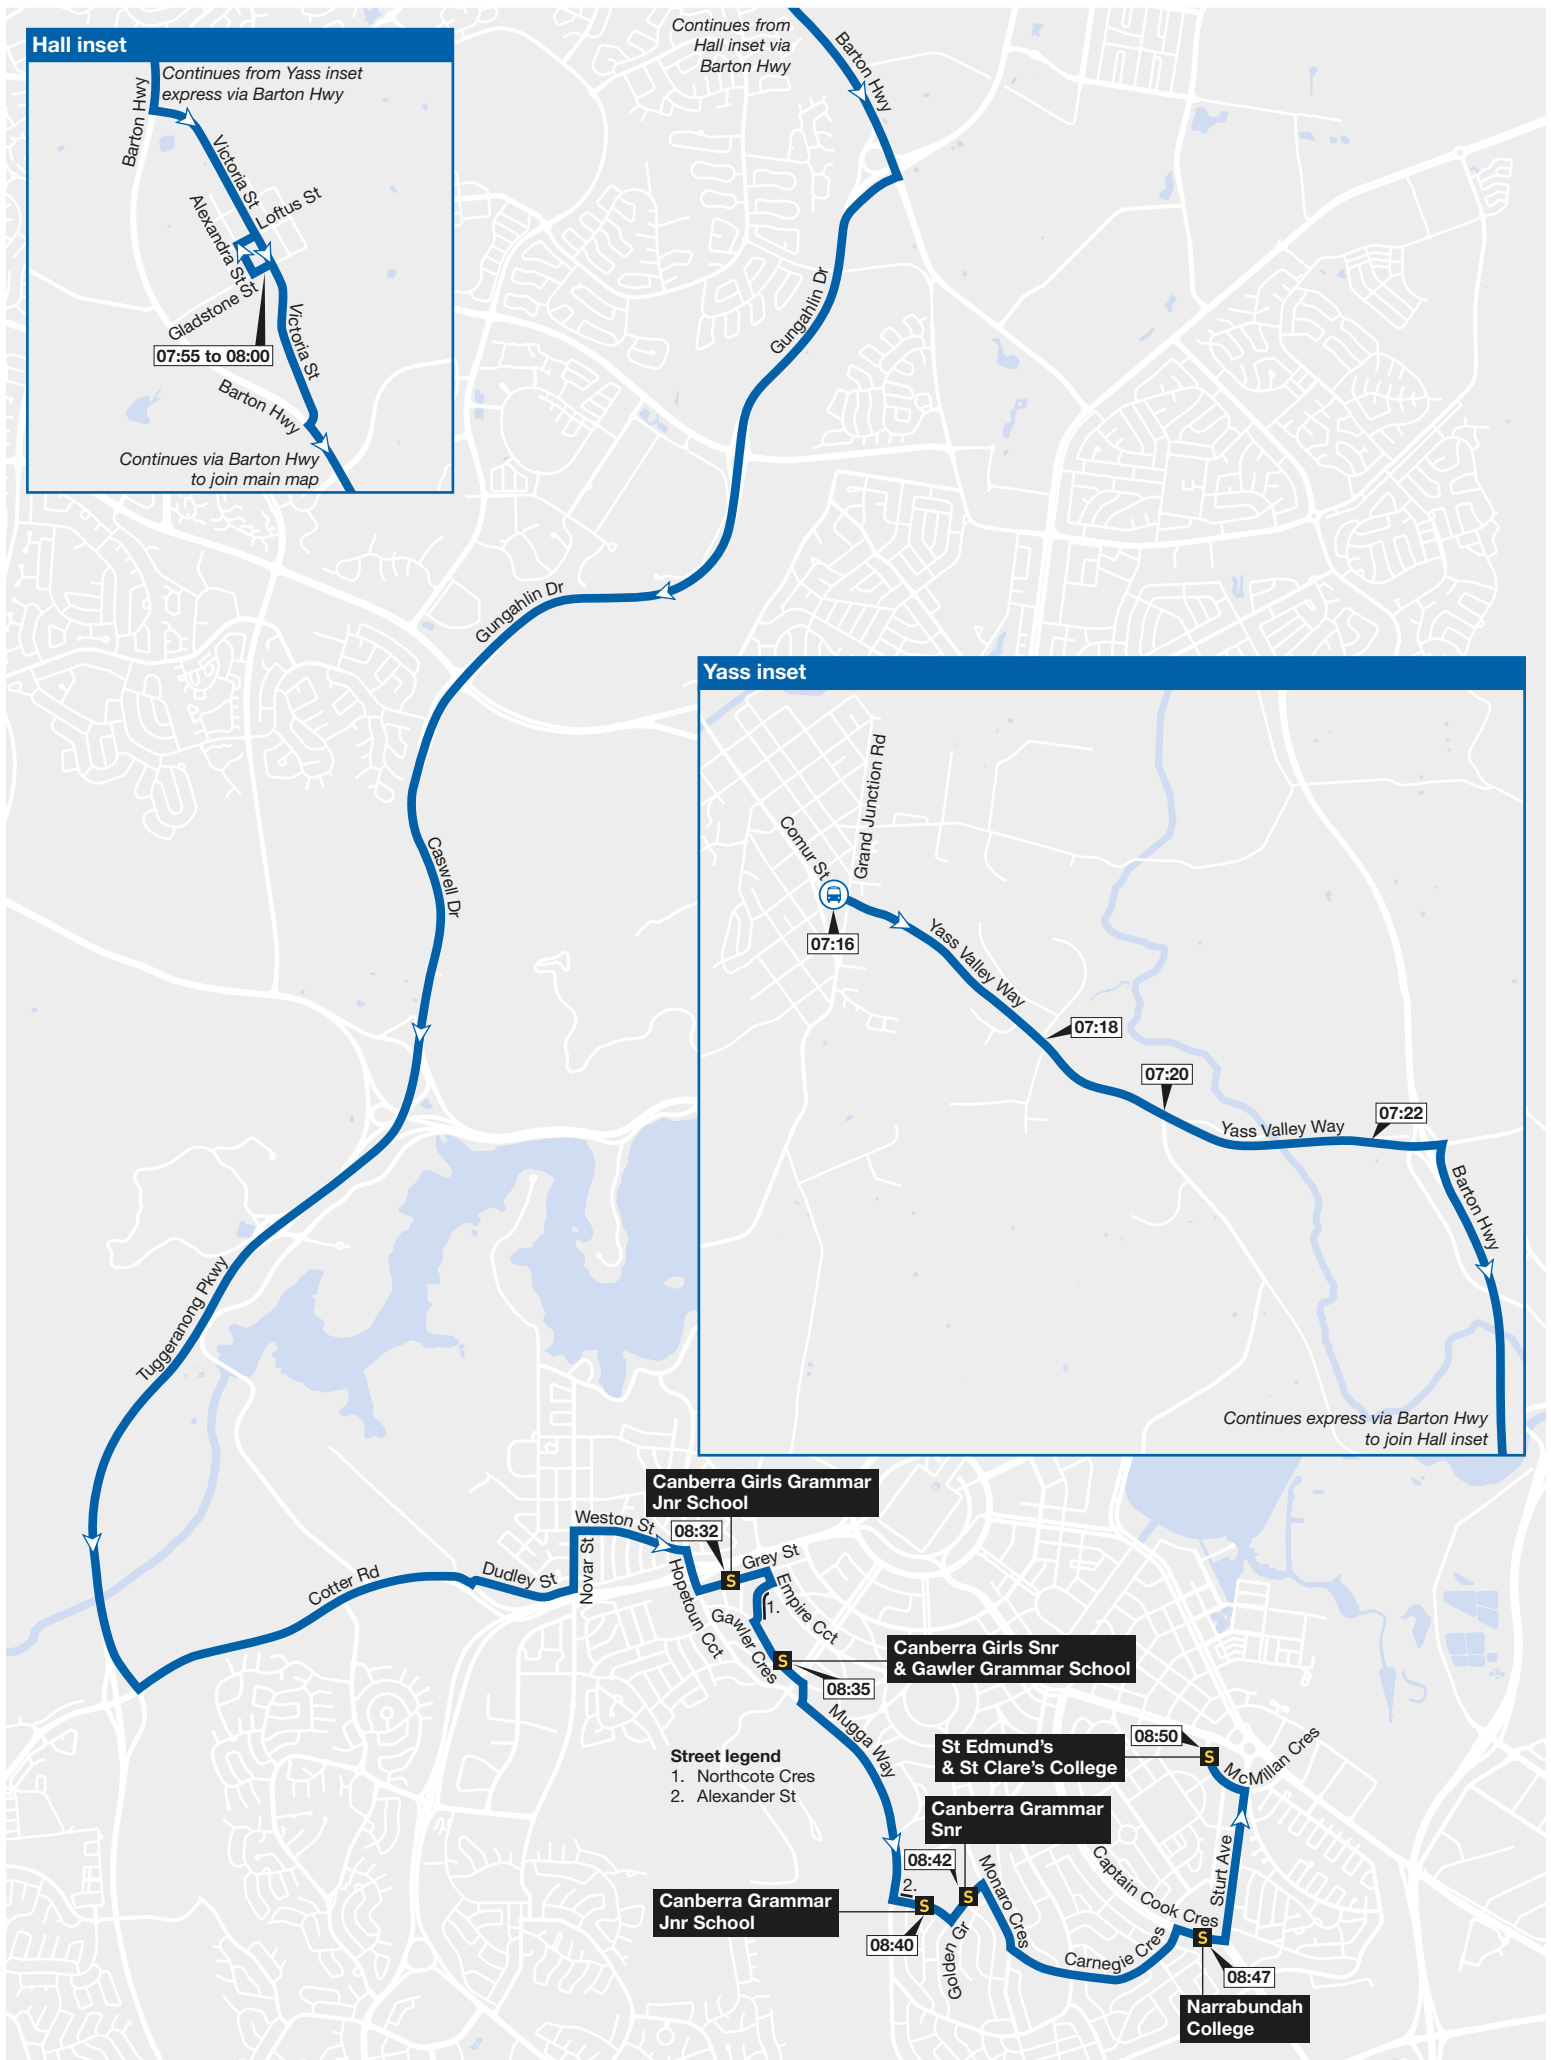 Hall inset
Continues from Yass inset
express via Barton Hwy
Barton Hwy
Victoria St
Loftus St
Alexandra St
Gladstone St
Victoria St
07:55 to 08:00
Barton Hwy
Continues via Barton Hwy
to join main map
Continues from
Hall inset via
Barton Hwy
Barton Hwy
Gungahlin Dr
Gungahlin Dr
Caswell Dr
Tuggeranong Pkwy
Yass inset
Grand Junction Rd
Comur St
07:16
Yass Valley Way
07:18
07:20
07:22
Yass Valley Way
Barton Hwy
Continues express via Barton Hwy
to join Hall inset
Canberra Girls Grammar
Jnr School
Weston St
08:32
Grey St
S
Cotter Rd
Dudley St
Novar St
Hopetoun Cct
Empire Cct
1.
Gawler Cres
S
Canberra Girls Snr
& Gawler Grammar School
08:35
Mugga Way
Street legend
1. Northcote Cres
2. Alexander St
St Edmund's
& St Clare's College
08:50
S
McMillan Cres
Canberra Grammar
Snr
08:42
S
Monaro Cres
2.
Canberra Grammar
Jnr School
S
08:40
Golden Gr
Captain Cook Cres
Sturt Ave
Carnegie Cres
S
08:47
Narrabundah
College